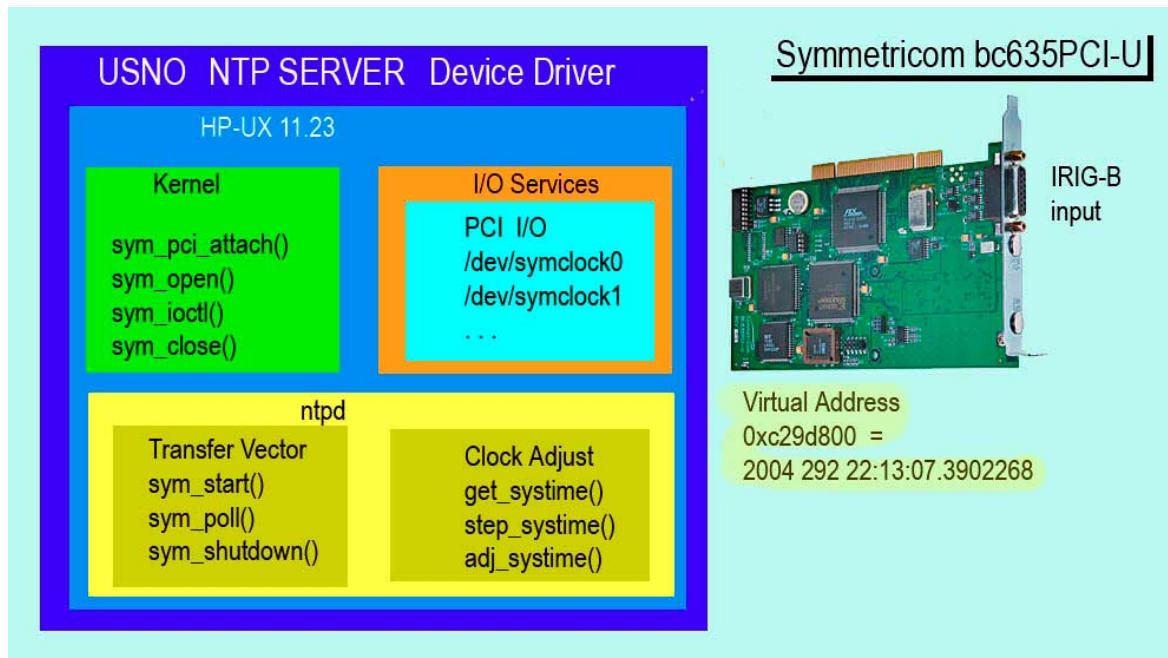 USNO NTP SERVER Device Driver
HP-UX 11.23
Kernel
sym_pci_attach()
sym_open()
sym_ioctl()
sym_close()
I/O Services
PCI I/O
/dev/symclock0
/dev/symclock1
. . .
ntpd
Transfer Vector
sym_start()
sym_poll()
sym_shutdown()
Clock Adjust
get_systime()
step_systime()
adj_systime()
Symmetricom bc635PCI-U
IRIG-B
input
Virtual Address
0xc29d800 =
2004 292 22:13:07.3902268